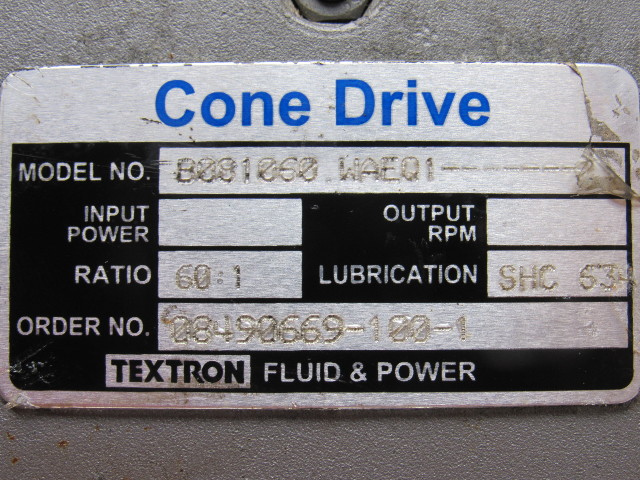 Cone Drive
MODEL NO. B081060.WAEQ1-------
INPUT POWER OUTPUT RPM
RATIO 60:1 LUBRICATION SHC 63
ORDER NO. 08490669-100-1
TEXTRON FLUID & POWER